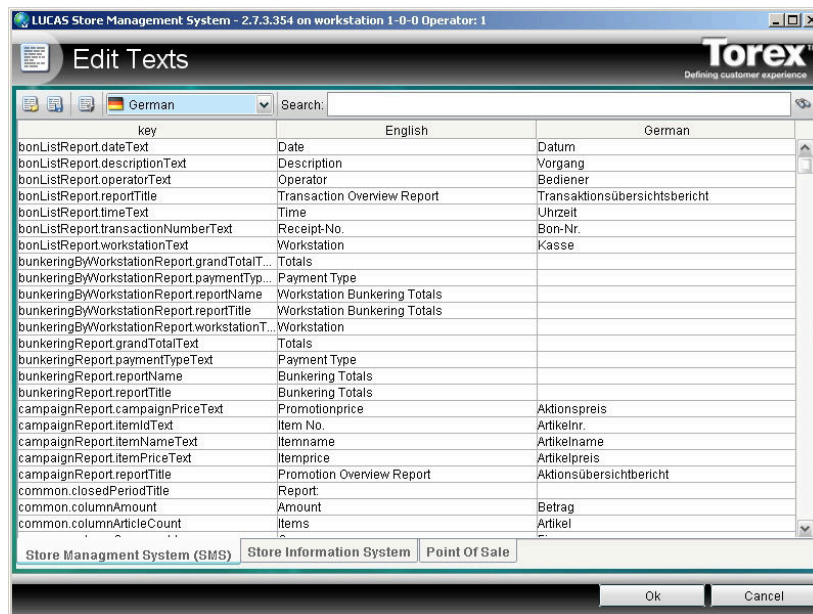 LUCAS Store Management System - 2.7.3.354 on workstation 1-0-0 Operator: 1
Edit Texts
Torex
Defining customer experience
German Search:
key English German
bonListReport.dateText Date Datum
bonListReport.descriptionText Description Vorgang
bonListReport.operatorText Operator Bediener
bonListReport.reportTitle Transaction Overview Report Transaktionsübersichtsbericht
bonListReport.timeText Time Uhrzeit
bonListReport.transactionNumberText Receipt-No. Bon-Nr.
bonListReport.workstationText Workstation Kasse
bunkeringByWorkstationReport.grandTotalT... Totals
bunkeringByWorkstationReport.paymentTyp... Payment Type
bunkeringByWorkstationReport.reportName Workstation Bunkering Totals
bunkeringByWorkstationReport.reportTitle Workstation Bunkering Totals
bunkeringByWorkstationReport.workstationT... Workstation
bunkeringReport.grandTotalText Totals
bunkeringReport.paymentTypeText Payment Type
bunkeringReport.reportName Bunkering Totals
bunkeringReport.reportTitle Bunkering Totals
campaignReport.campaignPriceText Promotionprice Aktionspreis
campaignReport.itemIdText Item No. Artikelnr.
campaignReport.itemNameText Itemname Artikelname
campaignReport.itemPriceText Itemprice Artikelpreis
campaignReport.reportTitle Promotion Overview Report Aktionsübersichtbericht
common.closedPeriodTitle Report:
common.columnAmount Amount Betrag
common.columnArticleCount Items Artikel
Store Managment System (SMS) Store Information System Point Of Sale
Ok Cancel